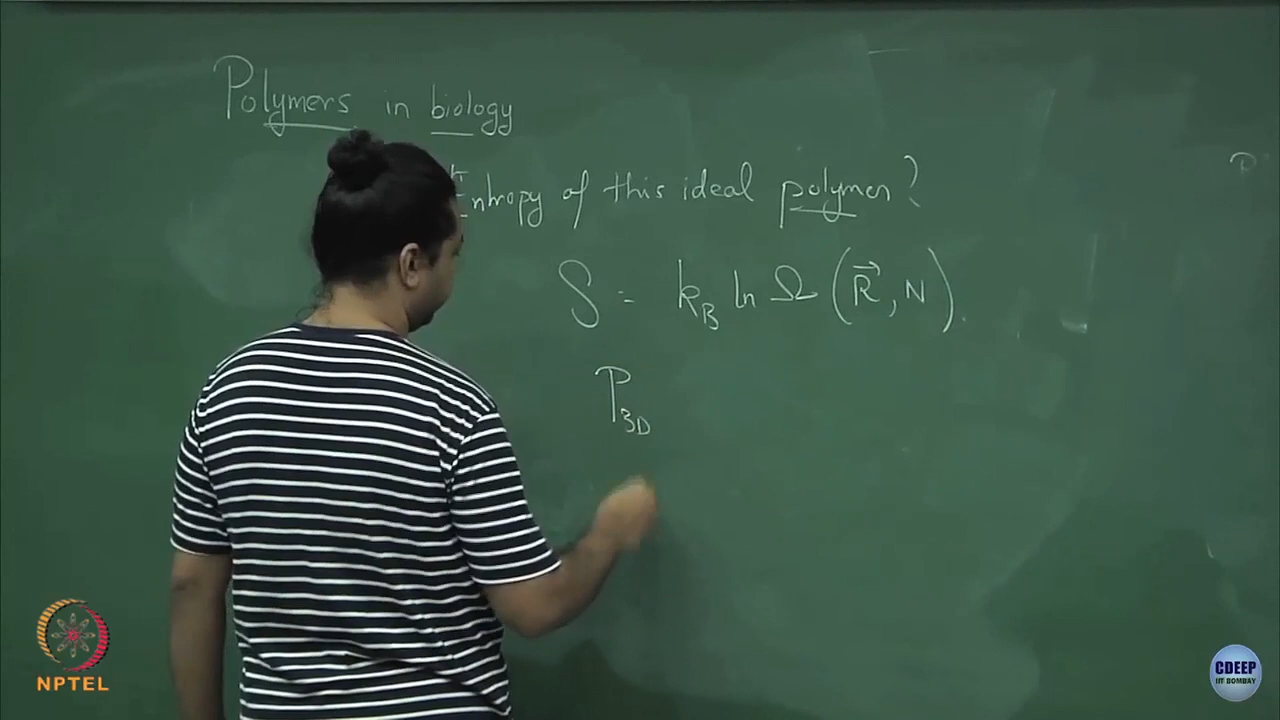 Polymers in biology
Entropy of this ideal polymer?
S = k_B ln Ω (R⃗, N).
P_3D
NPTEL
CDEEP
IIT BOMBAY